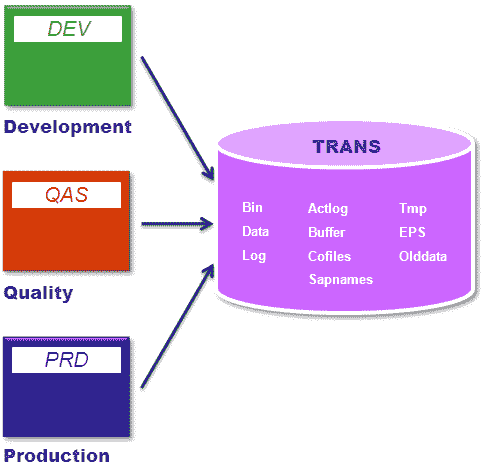 DEV
Development
QAS
Quality
PRD
Production
TRANS
Bin Actlog Tmp
Data Buffer EPS
Log Cofiles Olddata
Sapnames